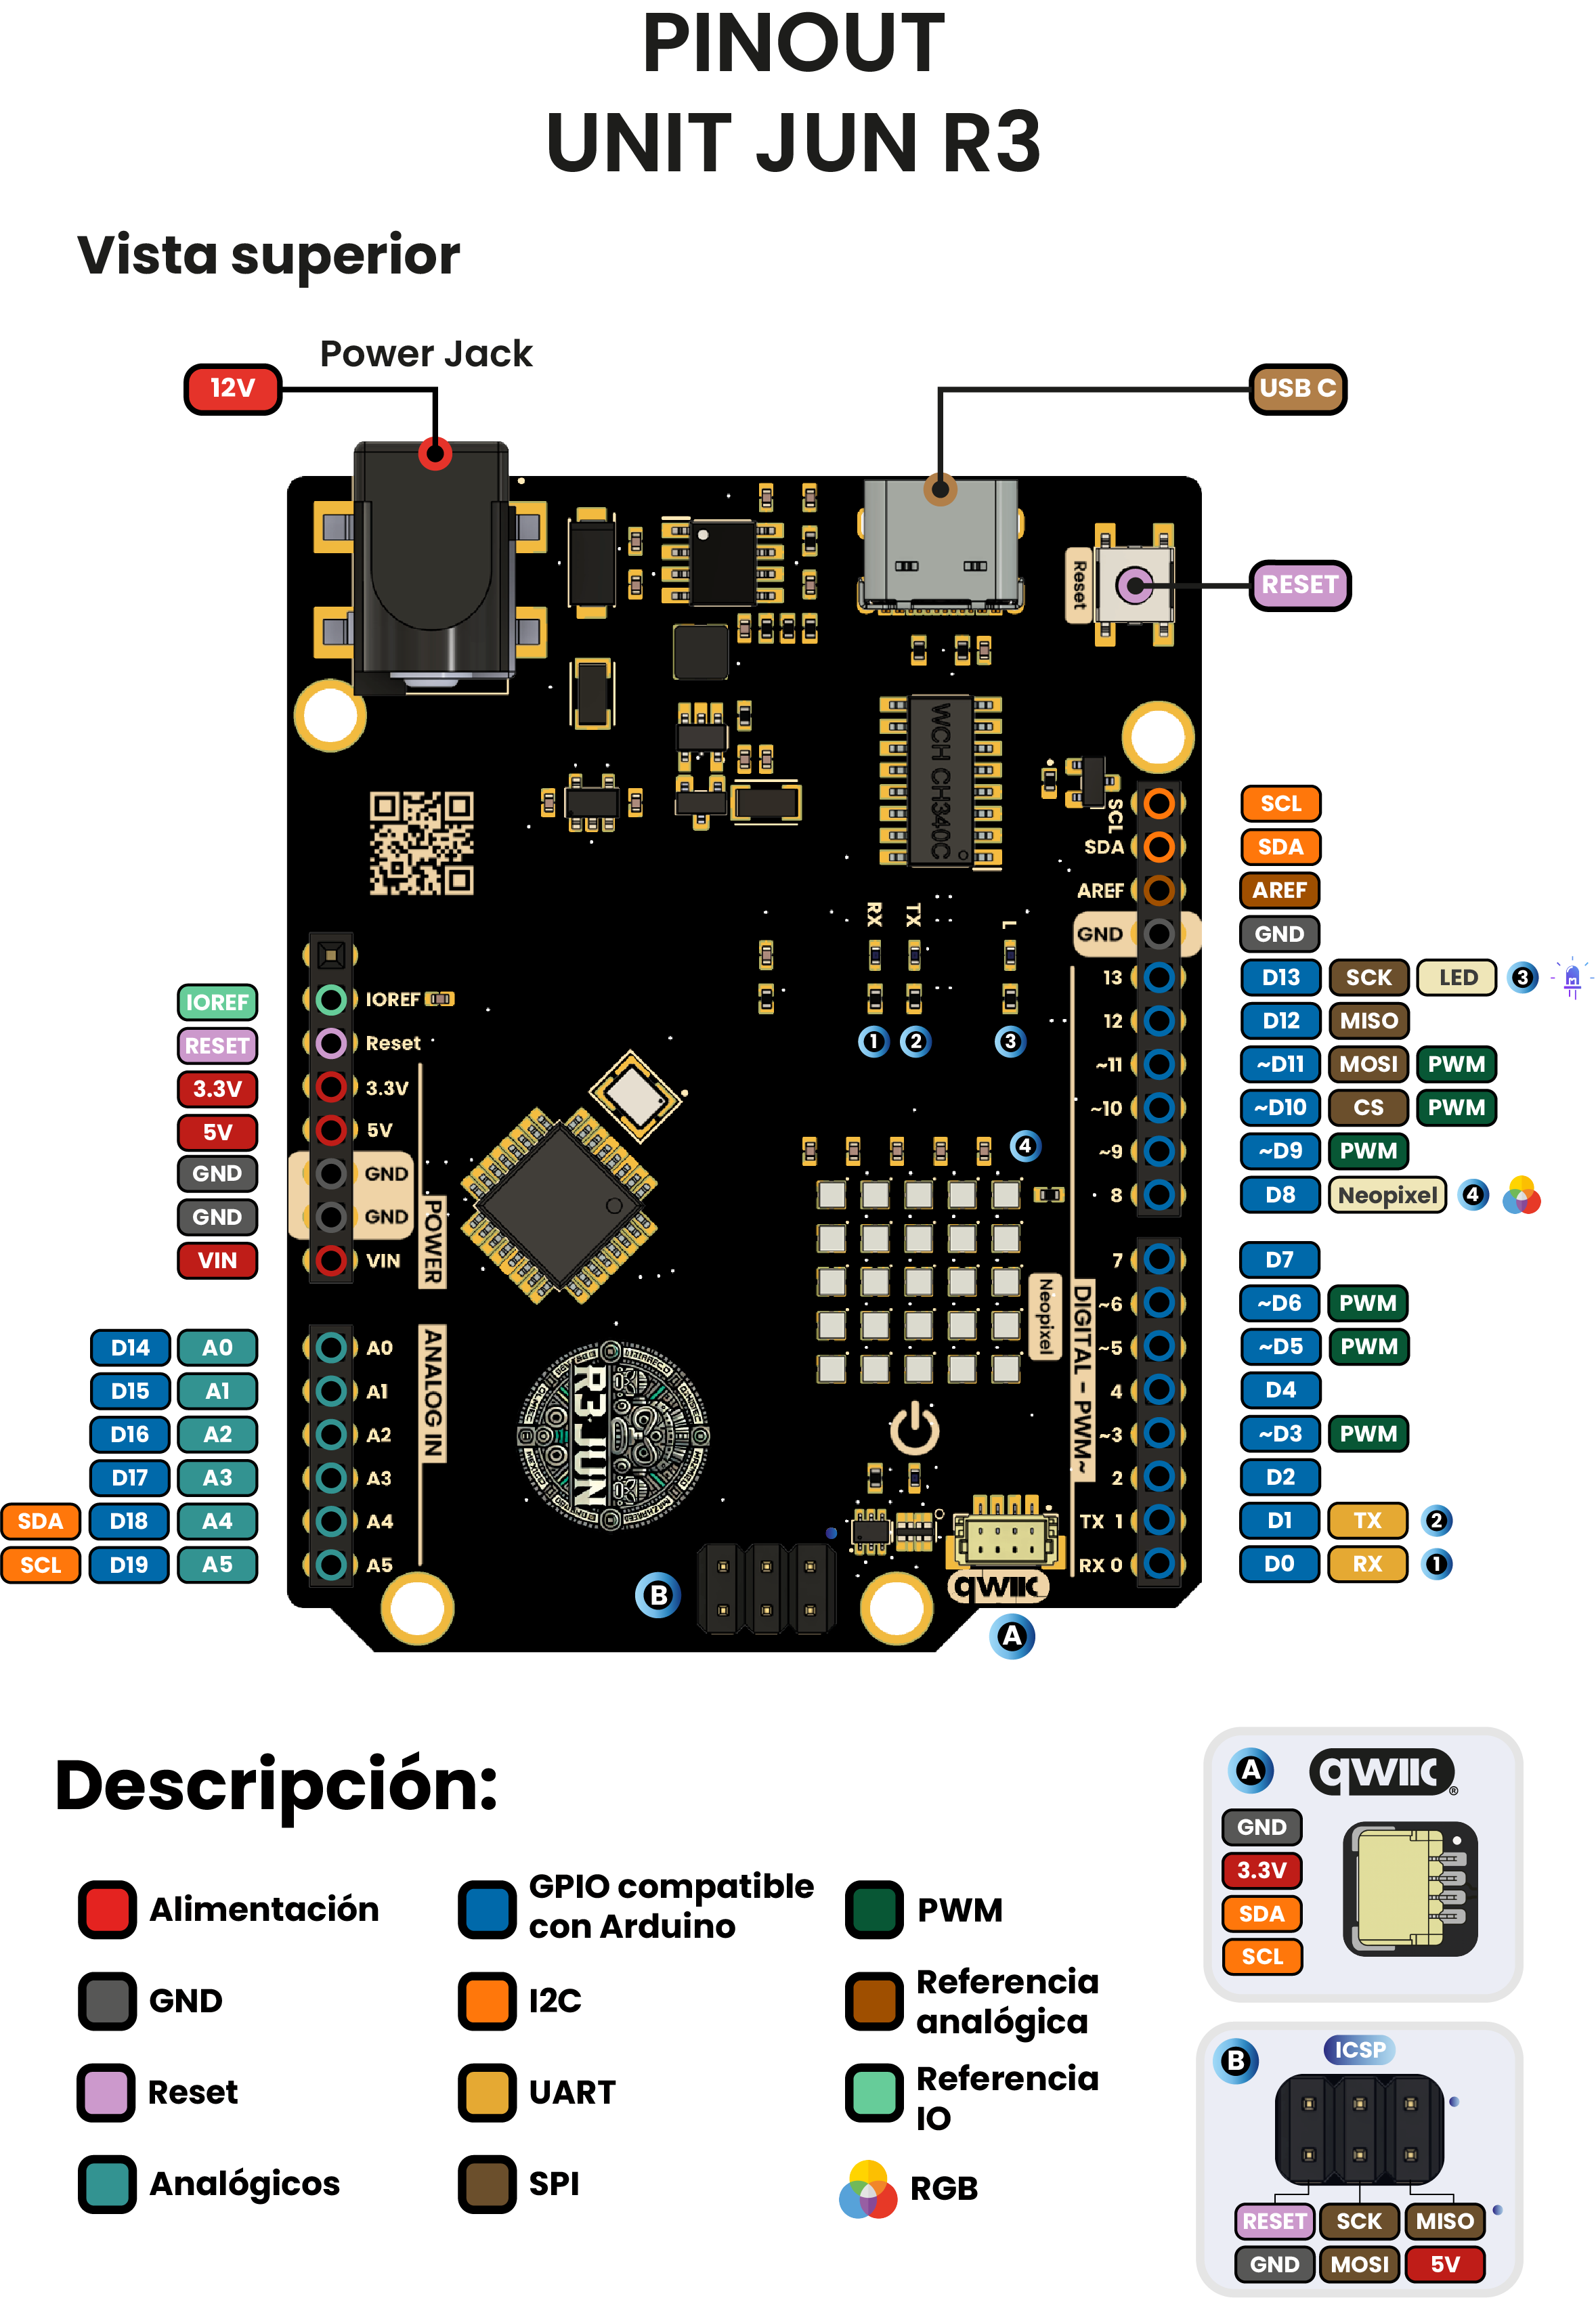 PINOUT
UNIT JUN R3
Vista superior
Power Jack
12V
USB C
RESET
Reset
WCH CH340C
SCL
SDA
AREF
GND
RX TX L
13
12
~11
~10
~9
8
7
~6
~5
4
~3
2
TX 1
RX 0
DIGITAL - PWM~
Neopixel
IOREF
Reset
3.3V
5V
GND
GND
VIN
POWER
A0
A1
A2
A3
A4
A5
ANALOG IN
R3 JUN
qwiic
1 2 3
4
B
A
IOREF
RESET
3.3V
5V
GND
GND
VIN
D14 A0
D15 A1
D16 A2
D17 A3
SDA D18 A4
SCL D19 A5
SCL
SDA
AREF
GND
D13 SCK LED 3
D12 MISO
~D11 MOSI PWM
~D10 CS PWM
~D9 PWM
D8 Neopixel 4
D7
~D6 PWM
~D5 PWM
D4
~D3 PWM
D2
D1 TX 2
D0 RX 1
Descripción:
Alimentación
GND
Reset
Analógicos
GPIO compatible
con Arduino
I2C
UART
SPI
PWM
Referencia
analógica
Referencia
IO
RGB
A qwiic®
GND
3.3V
SDA
SCL
B ICSP
RESET SCK MISO
GND MOSI 5V